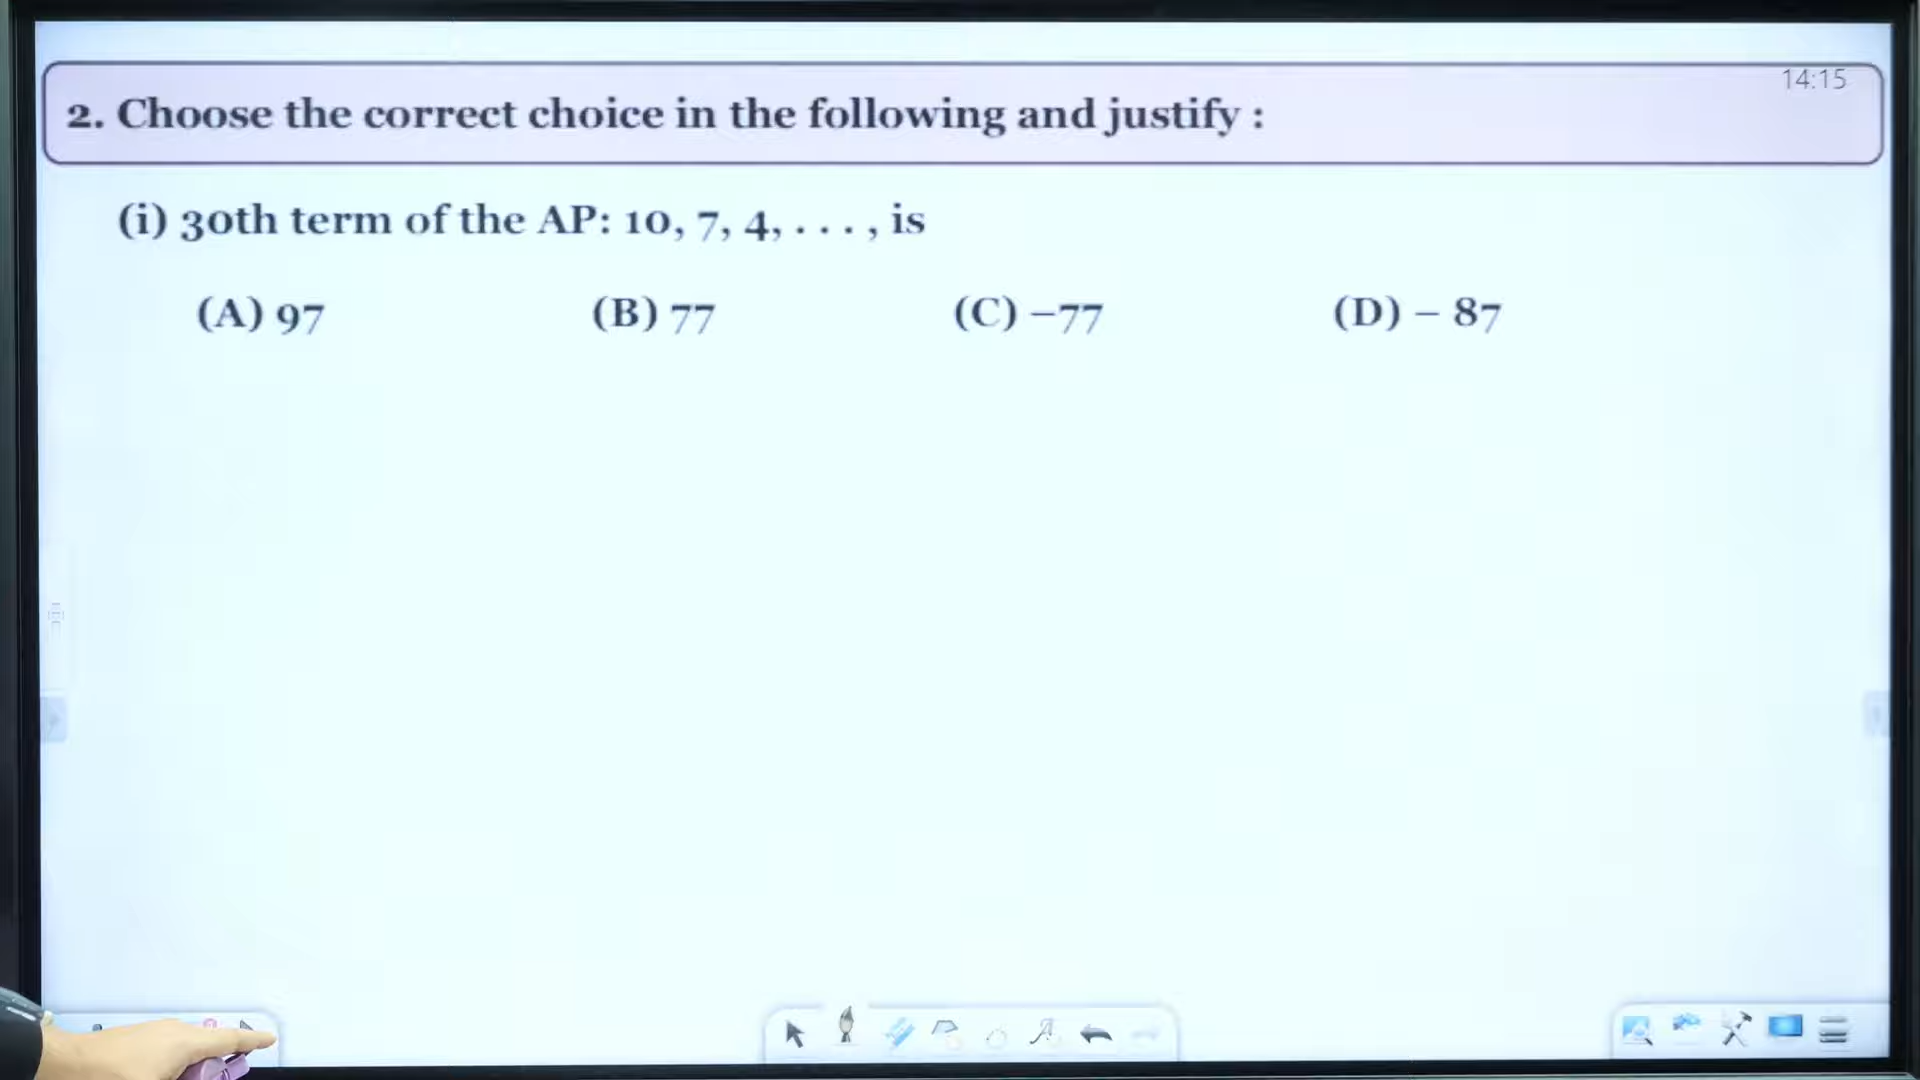 14:15
2. Choose the correct choice in the following and justify :
(i) 30th term of the AP: 10, 7, 4, . . . , is
(A) 97 (B) 77 (C) –77 (D) – 87